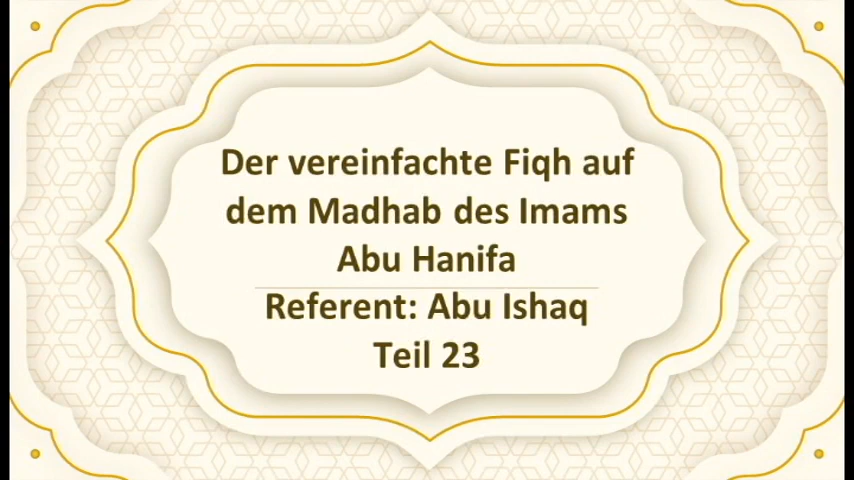 Der vereinfachte Fiqh auf
dem Madhab des Imams
Abu Hanifa
Referent: Abu Ishaq
Teil 23